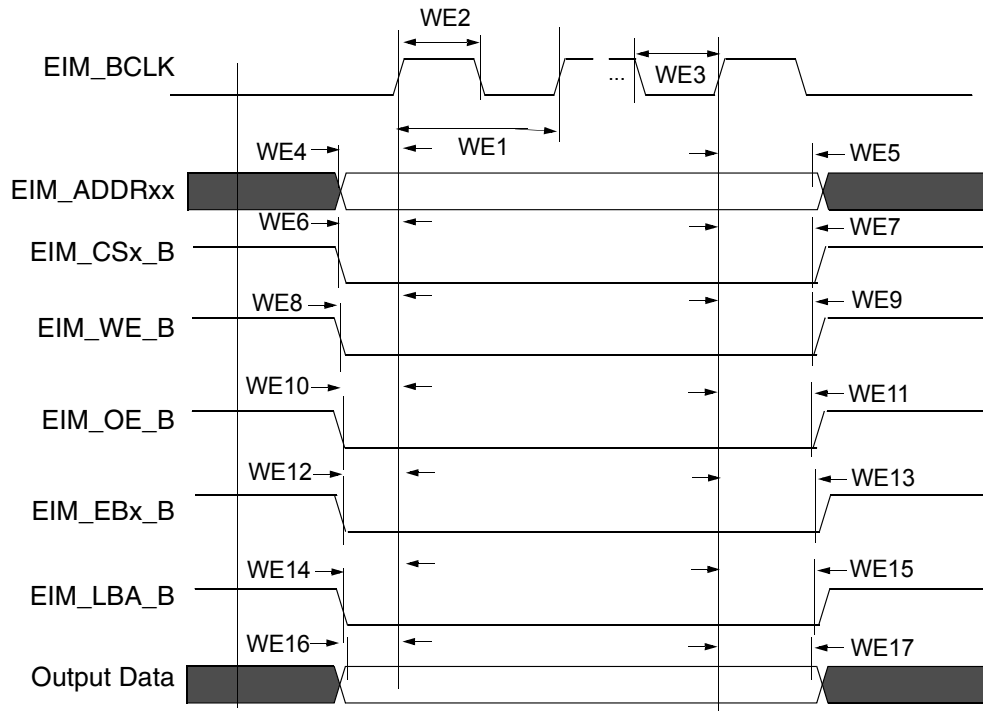 WE2
EIM_BCLK
...
WE3
WE1
WE4
WE5
EIM_ADDRxx
WE6
WE7
EIM_CSx_B
WE8
WE9
EIM_WE_B
WE10
WE11
EIM_OE_B
WE12
WE13
EIM_EBx_B
WE14
WE15
EIM_LBA_B
WE16
WE17
Output Data